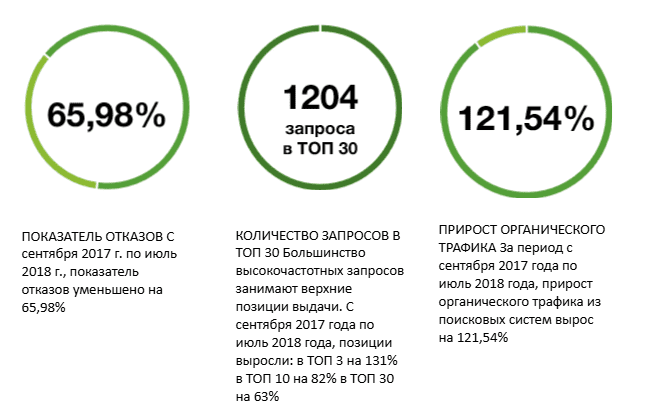 65,98%
ПОКАЗАТЕЛЬ ОТКАЗОВ С
сентября 2017 г. по июль
2018 г., показатель
отказов уменьшено на
65,98%
1204
запроса
в ТОП 30
КОЛИЧЕСТВО ЗАПРОСОВ В
ТОП 30 Большинство
высокочастотных запросов
занимают верхние
позиции выдачи. С
сентября 2017 года по
июль 2018 года, позиции
выросли: в ТОП 3 на 131%
в ТОП 10 на 82% в ТОП 30
на 63%
121,54%
ПРИРОСТ ОРГАНИЧЕСКОГО
ТРАФИКА За период с
сентября 2017 года по
июль 2018 года, прирост
органического трафика из
поисковых систем вырос
на 121,54%